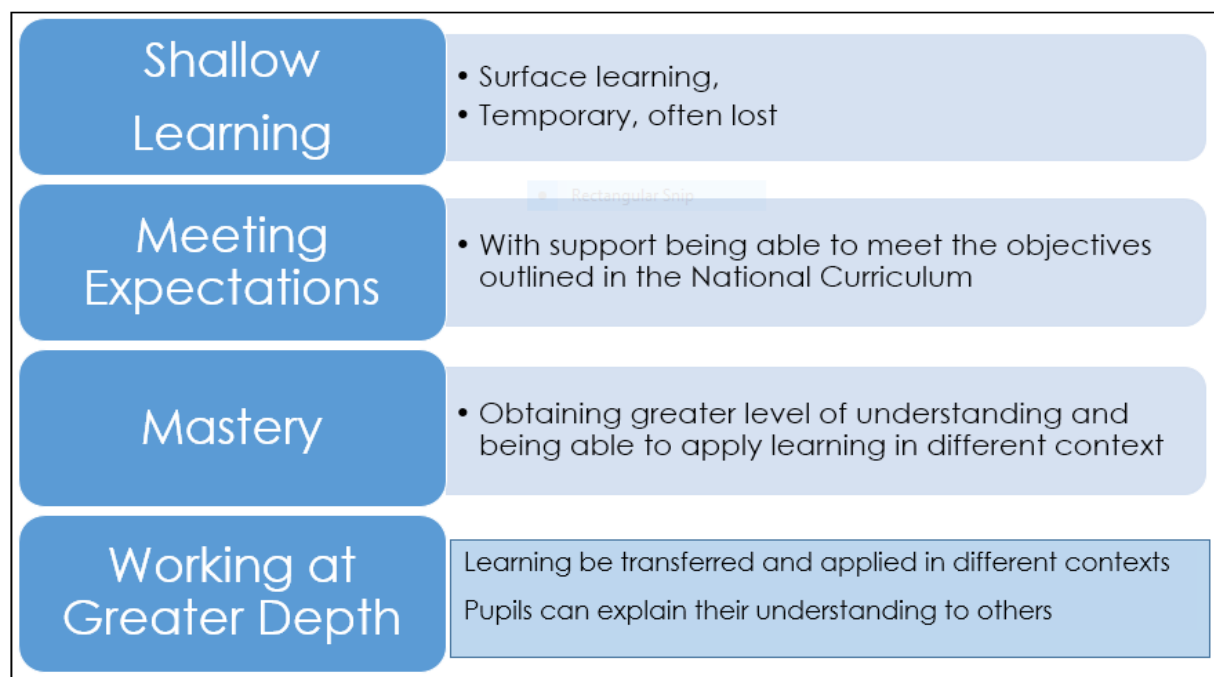 Shallow
Learning
• Surface learning,
• Temporary, often lost
Rectangular Snip
Meeting
Expectations
• With support being able to meet the objectives
outlined in the National Curriculum
Mastery
• Obtaining greater level of understanding and
being able to apply learning in different context
Working at
Greater Depth
Learning be transferred and applied in different contexts
Pupils can explain their understanding to others